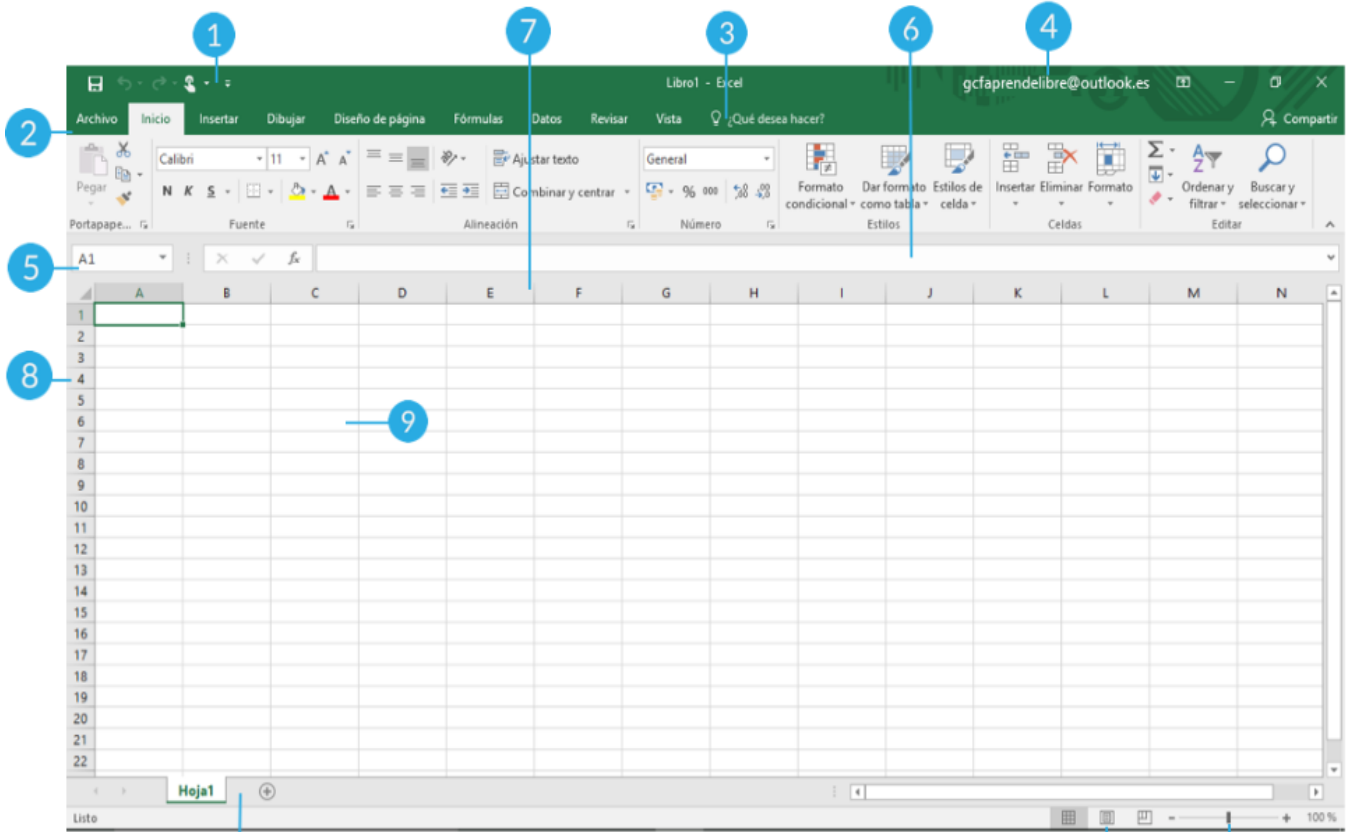 1 7 3 6 4
Libro1 - Excel gcfaprendelibre@outlook.es
2 Archivo Inicio Insertar Dibujar Diseño de página Fórmulas Datos Revisar Vista ¿Qué desea hacer? Compartir
Calibri 11 A A Ajustar texto General Σ
Pegar N K S A Combinar y centrar % 000 Formato Dar formato Estilos de Insertar Eliminar Formato Ordenar y Buscar y
condicional como tabla celda filtrar seleccionar
Portapape... Fuente Alineación Número Estilos Celdas Editar
5 A1 fx
A B C D E F G H I J K L M N
1
2
3
8 4
5
6 9
7
8
9
10
11
12
13
14
15
16
17
18
19
20
21
22
Hoja1
Listo 100 %